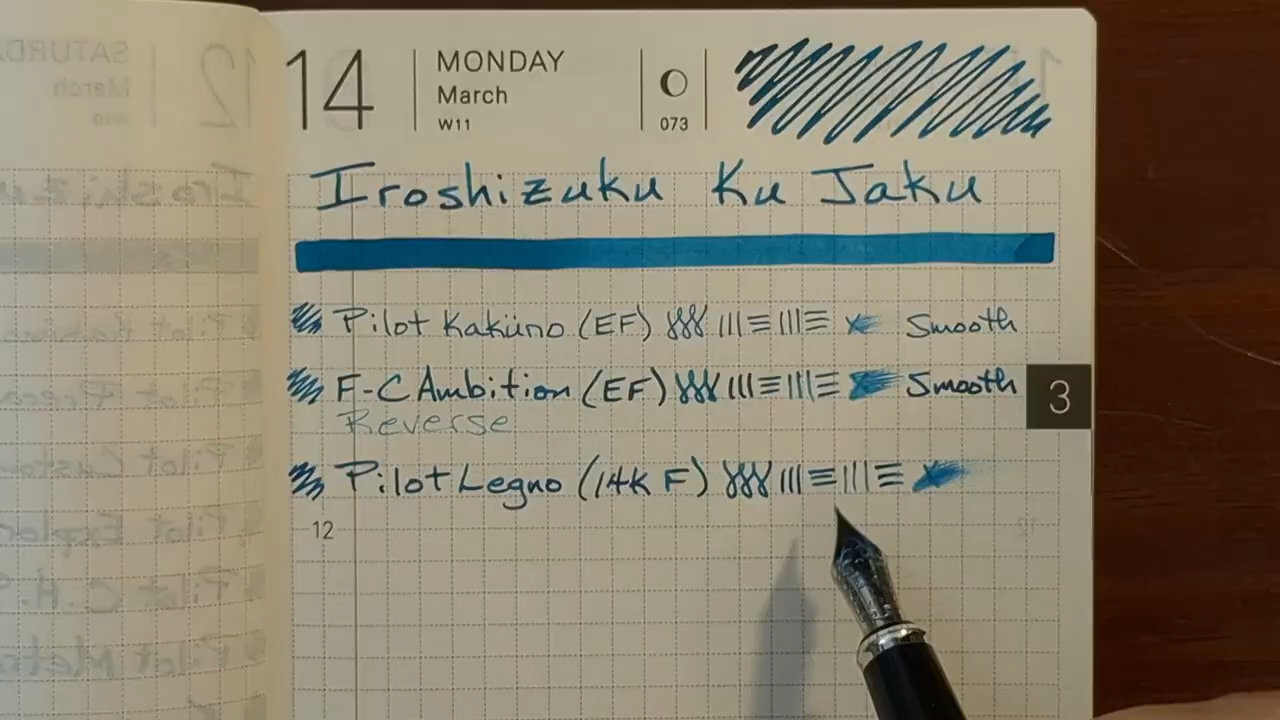 14 MONDAY
March
W11 073
Iroshizuku Ku Jaku
Pilot Kaküno (EF) Smooth
F-C Ambition (EF) Smooth
Reverse
3
Pilot Legno (14K F)
12